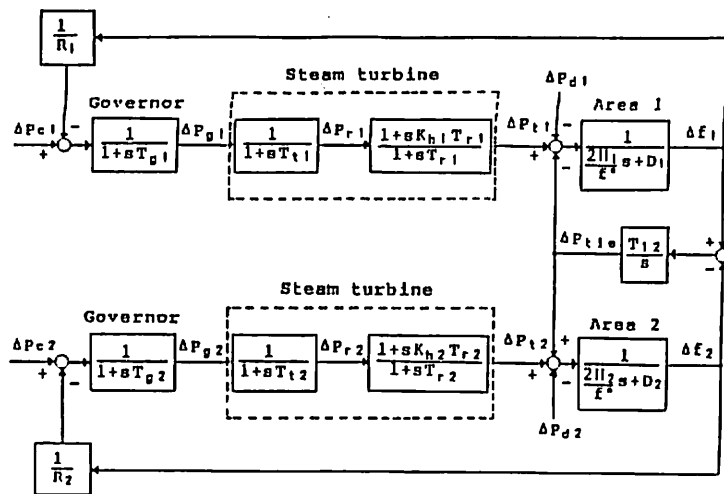 1
R₁
Steam turbine
ΔPd1
Governor
Area 1
ΔPc1
ΔPg1
ΔPr1
ΔPt1
Δf₁
−
+
1
1+sTg1
1
1+sTt1
1+sKh1Tr1
1+sTr1
−
+
−
1
2H₁
f*
s+D₁
ΔPtie
T12
s
+
−
Steam turbine
Governor
Area 2
ΔPc2
ΔPg2
ΔPr2
ΔPt2
Δf₂
+
−
1
1+sTg2
1
1+sTt2
1+sKh2Tr2
1+sTr2
+
+
−
1
2H₂
f*
s+D₂
ΔPd2
1
R₂